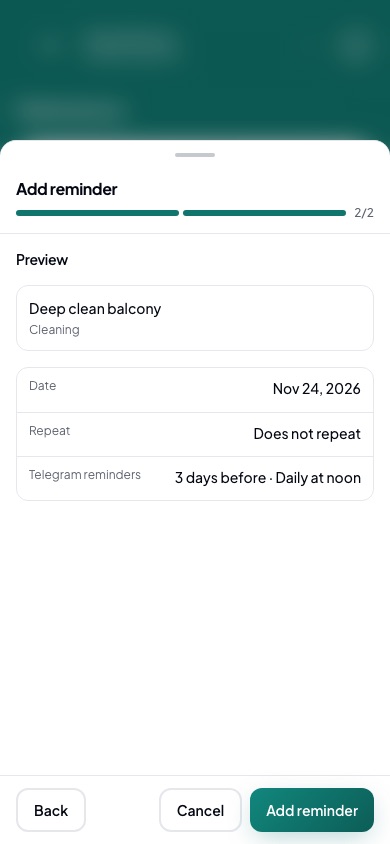 Add reminder
2/2
Preview
Deep clean balcony
Cleaning
Date
Nov 24, 2026
Repeat
Does not repeat
Telegram reminders
3 days before · Daily at noon
Back
Cancel
Add reminder